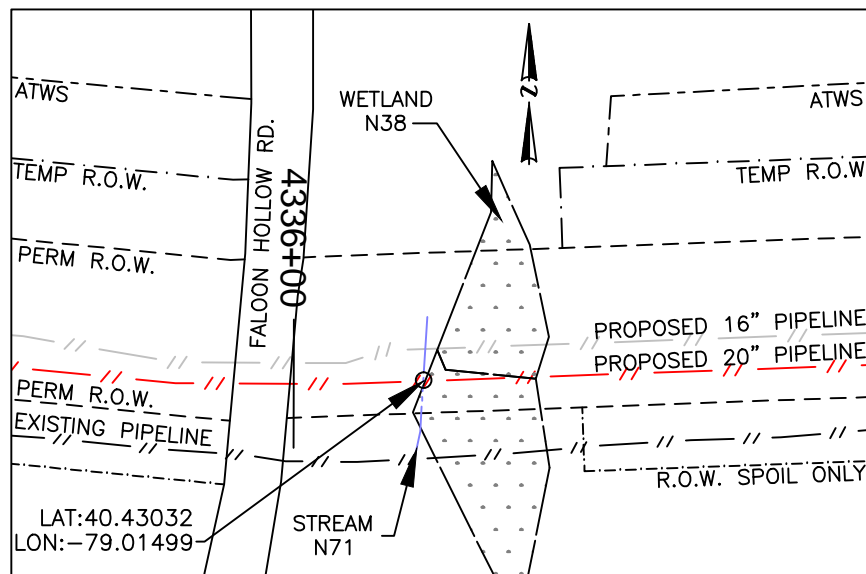 ATWS
WETLAND
N38
N
ATWS
TEMP R.O.W.
TEMP R.O.W
PERM R.O.W.
FALOON HOLLOW RD.
4336+00
PROPOSED 16” PIPELINE
PROPOSED 20” PIPELINE
PERM R.O.W.
EXISTING PIPELINE
R.O.W. SPOIL ONLY
LAT:40.43032
LON:-79.01499
STREAM
N71